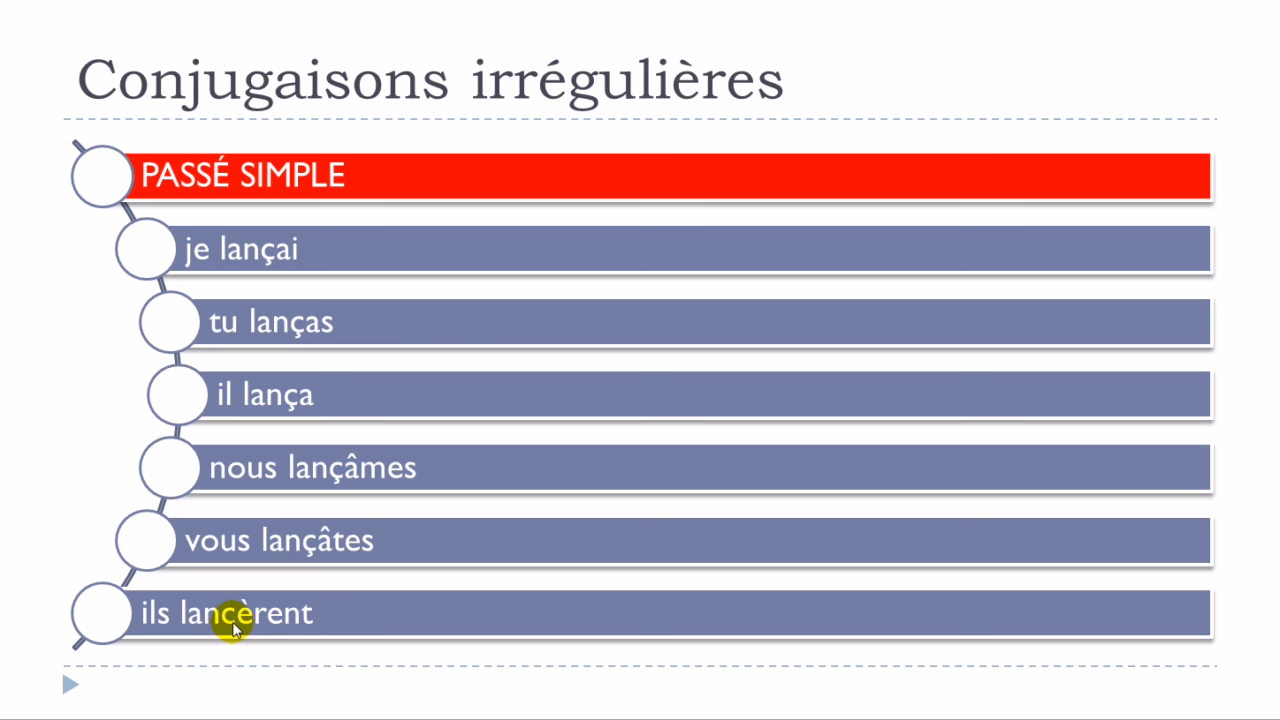 Conjugaisons irrégulières
PASSÉ SIMPLE
je lançai
tu lanças
il lança
nous lançâmes
vous lançâtes
ils lancèrent